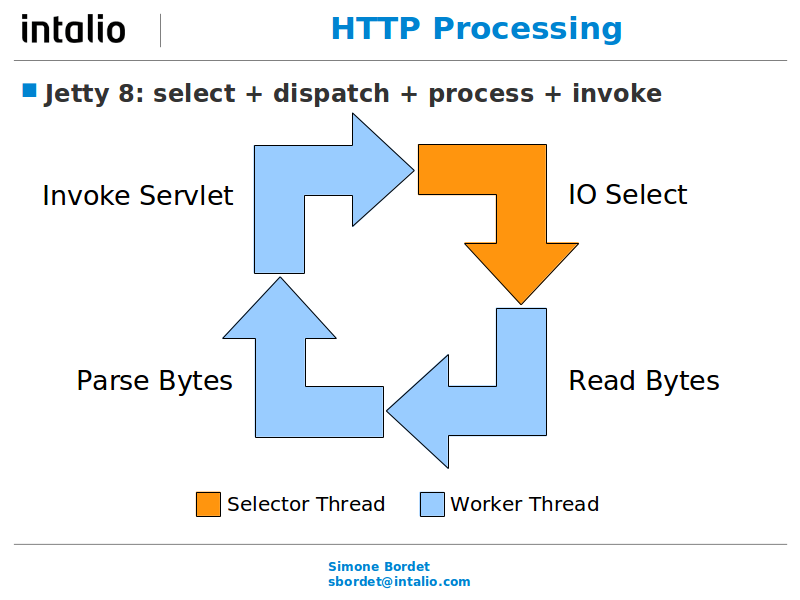 intalio
HTTP Processing
Jetty 8: select + dispatch + process + invoke
Invoke Servlet
IO Select
Parse Bytes
Read Bytes
Selector Thread
Worker Thread
Simone Bordet
sbordet@intalio.com